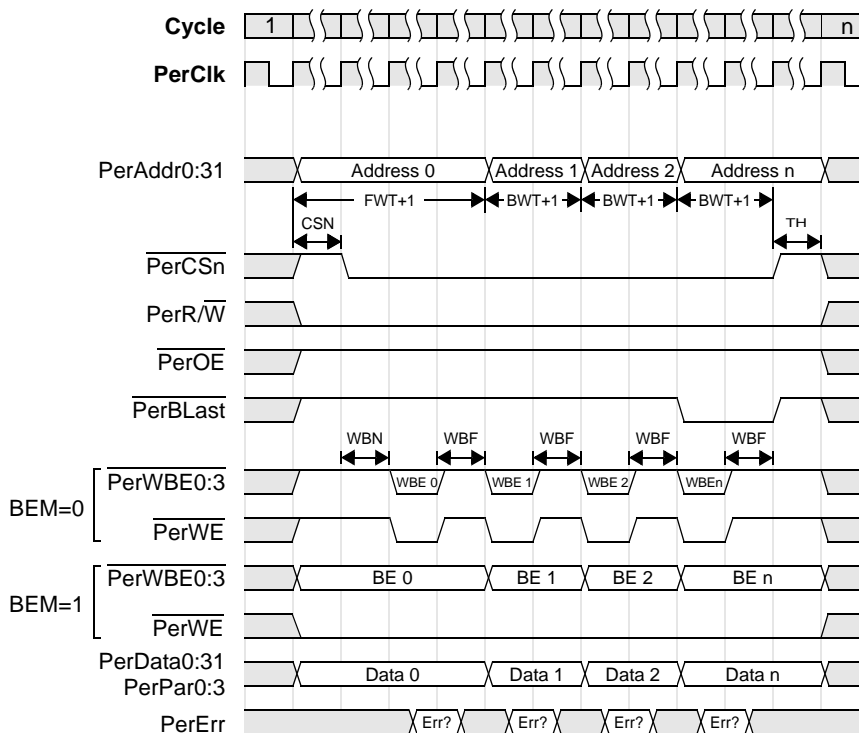 Cycle 1 n
PerClk
PerAddr0:31 Address 0 Address 1 Address 2 Address n
FWT+1 BWT+1 BWT+1 BWT+1
CSN TH
PerCSn
PerR/W
PerOE
PerBLast
WBN WBF WBF WBF WBF
PerWBE0:3 WBE 0 WBE 1 WBE 2 WBEn
BEM=0
PerWE
PerWBE0:3 BE 0 BE 1 BE 2 BE n
BEM=1
PerWE
PerData0:31
PerPar0:3 Data 0 Data 1 Data 2 Data n
PerErr Err? Err? Err? Err?